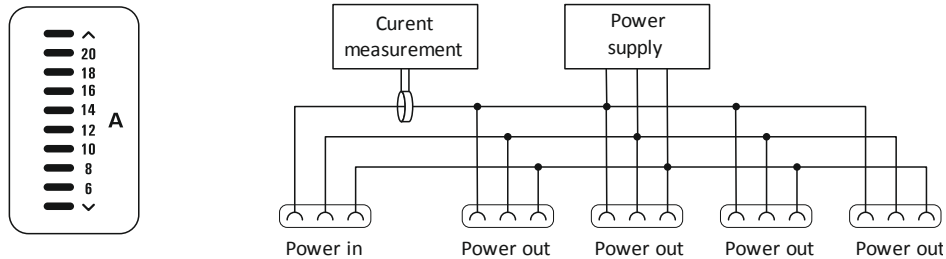 20
18
16
14
12
10
8
6
A
Curent
measurement
Power
supply
Power in
Power out
Power out
Power out
Power out